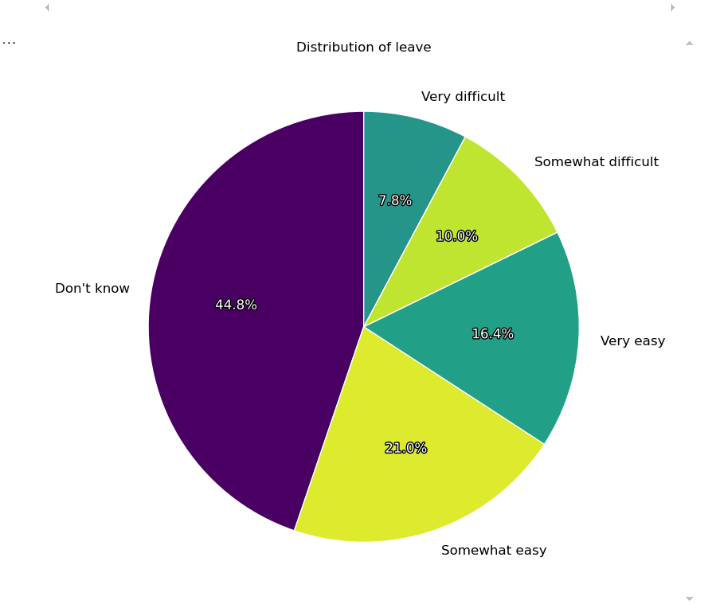 ...
Distribution of leave
Very difficult
Somewhat difficult
7.8%
10.0%
Don't know
44.8%
16.4%
Very easy
21.0%
Somewhat easy